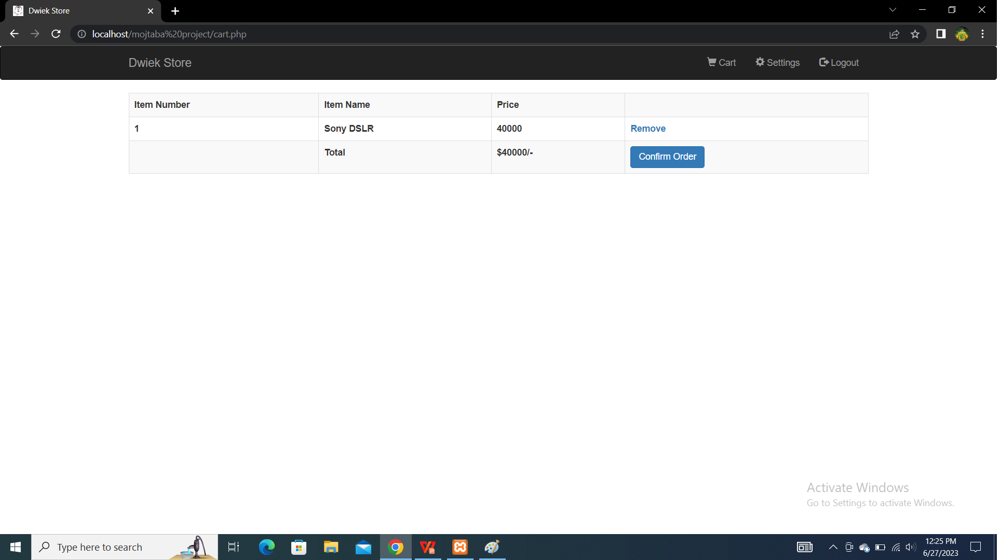 Dwiek Store
localhost/mojtaba%20project/cart.php
Dwiek Store Cart Settings Logout
Item Number Item Name Price
1 Sony DSLR 40000 Remove
Total $40000/- Confirm Order
Activate Windows
Go to Settings to activate Windows.
Type here to search
12:25 PM
6/27/2023